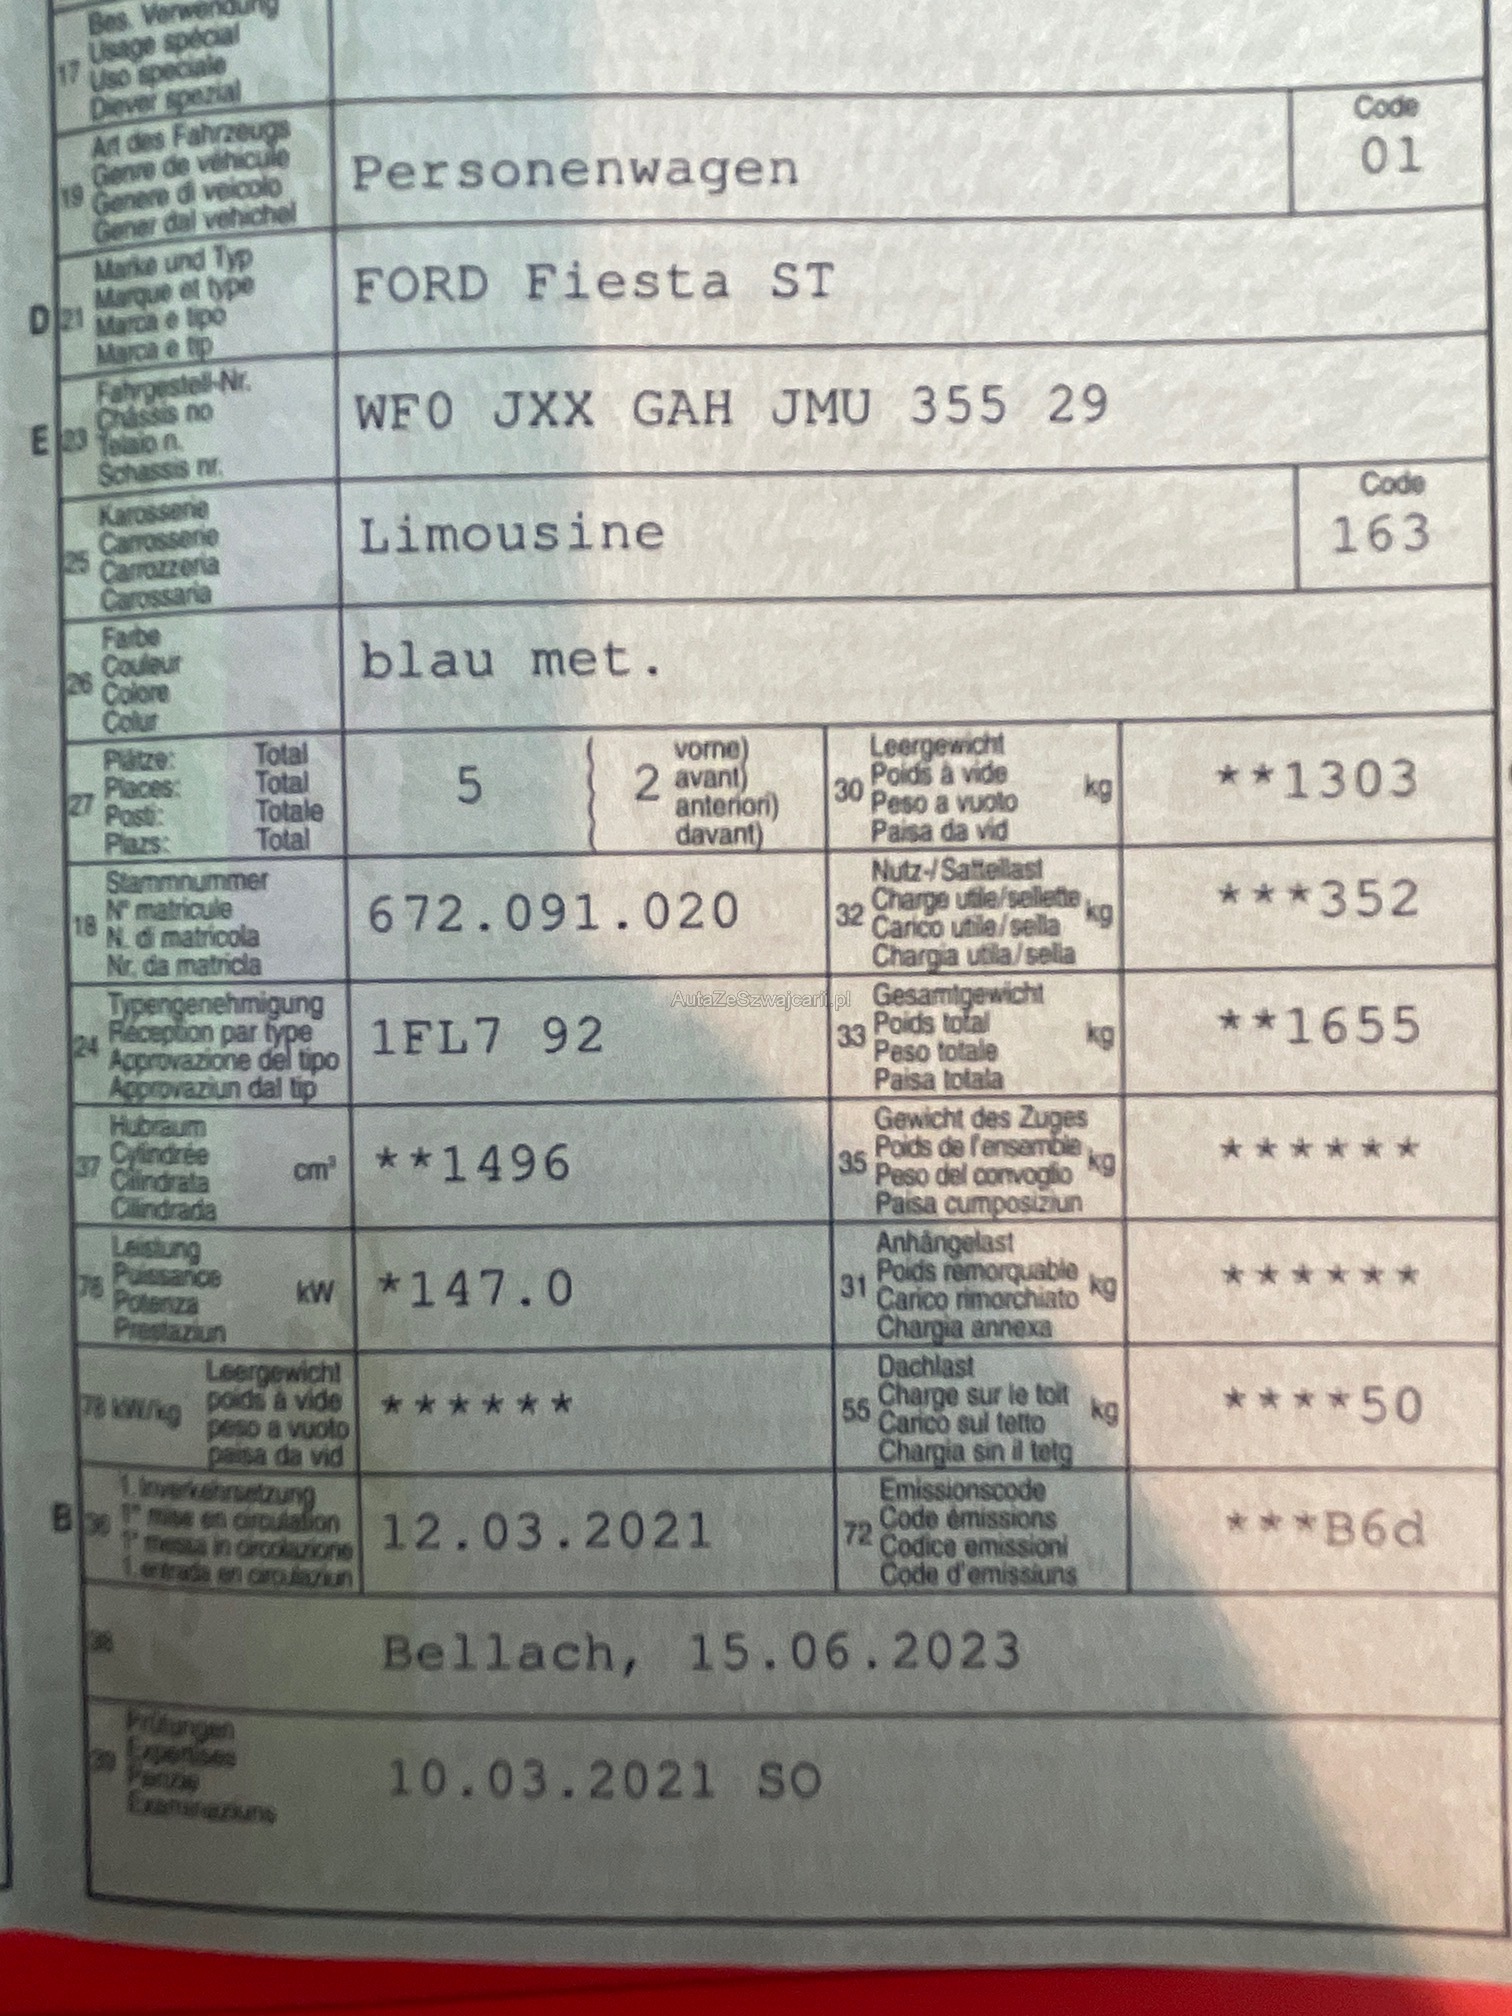 Bes. Verwendung
17 Usage spécial
Uso speciale
Diever spezial
Art des Fahrzeugs
Genre de véhicule
19 Genere di veicolo
Gener dal vehichel
Personenwagen
Code
01
Marke und Typ
Marque et type
D 21 Marca e tipo
Marca e tip
FORD Fiesta ST
Fahrgestell-Nr.
Châssis no
E 23 Telaio n.
Schassis nr.
WF0 JXX GAH JMU 355 29
Karosserie
Carrosserie
25 Carrozzeria
Carossaria
Limousine
Code
163
Farbe
26 Couleur
Colore
Colur
blau met.
Plätze: Total
Places: Total
27 Posti: Totale
Plazs: Total
5
2
vorne)
avant)
anteriori)
davant)
Leergewicht
30 Poids à vide kg
Peso a vuoto
Paisa da vid
**1303
Stammnummer
18 N° matricule
N. di matricola
Nr. da matricla
672.091.020
Nutz-/Sattellast
32 Charge utile/sellette kg
Carico utile/sella
Chargia utila/sella
***352
Typengenehmigung
24 Réception par type
Approvazione del tipo
Approvaziun dal tip
1FL7 92
Gesamtgewicht
33 Poids total kg
Peso totale
Paisa totala
**1655
Hubraum
37 Cylindrée cm³
Cilindrata
Cilindrada
**1496
Gewicht des Zuges
35 Poids de l'ensemble kg
Peso del convoglio
Paisa cumposiziun
******
Leistung
76 Puissance kW
Potenza
Prestaziun
*147.0
Anhängelast
31 Poids remorquable kg
Carico rimorchiato
Chargia annexa
******
Leergewicht
78 kW/kg poids à vide
peso a vuoto
paisa da vid
******
Dachlast
55 Charge sur le toit kg
Carico sul tetto
Chargia sin il tetg
****50
1. Inverkehrsetzung
B 36 1re mise en circulation
1a messa in circolazione
1. entrada en circulaziun
12.03.2021
Emissionscode
72 Code émissions
Codice emissioni
Code d'emissiuns
***B6d
38
Bellach, 15.06.2023
Prüfungen
39 Expertises
Perizie
Examinaziuns
10.03.2021 SO
AutaZeSzwajcarii.pl